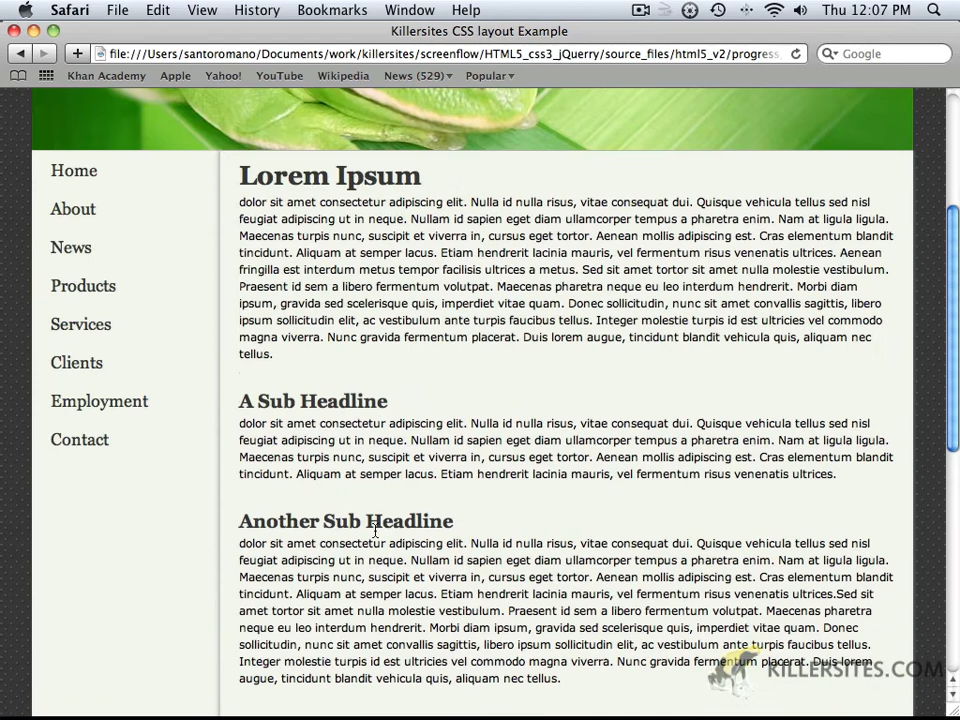 Safari File Edit View History Bookmarks Window Help Thu 12:07 PM
Killersites CSS layout Example
file:///Users/santoromano/Documents/work/killersites/screenflow/HTML5_css3_jQuerry/source_files/html5_v2/progress_ Google
Khan Academy Apple Yahoo! YouTube Wikipedia News (529) Popular
Home
About
News
Products
Services
Clients
Employment
Contact
Lorem Ipsum
dolor sit amet consectetur adipiscing elit. Nulla id nulla risus, vitae consequat dui. Quisque vehicula tellus sed nisl
feugiat adipiscing ut in neque. Nullam id sapien eget diam ullamcorper tempus a pharetra enim. Nam at ligula ligula.
Maecenas turpis nunc, suscipit et viverra in, cursus eget tortor. Aenean mollis adipiscing est. Cras elementum blandit
tincidunt. Aliquam at semper lacus. Etiam hendrerit lacinia mauris, vel fermentum risus venenatis ultrices. Aenean
fringilla est interdum metus tempor facilisis ultrices a metus. Sed sit amet tortor sit amet nulla molestie vestibulum.
Praesent id sem a libero fermentum volutpat. Maecenas pharetra neque eu leo interdum hendrerit. Morbi diam
ipsum, gravida sed scelerisque quis, imperdiet vitae quam. Donec sollicitudin, nunc sit amet convallis sagittis, libero
ipsum sollicitudin elit, ac vestibulum ante turpis faucibus tellus. Integer molestie turpis id est ultricies vel commodo
magna viverra. Nunc gravida fermentum placerat. Duis lorem augue, tincidunt blandit vehicula quis, aliquam nec
tellus.
A Sub Headline
dolor sit amet consectetur adipiscing elit. Nulla id nulla risus, vitae consequat dui. Quisque vehicula tellus sed nisl
feugiat adipiscing ut in neque. Nullam id sapien eget diam ullamcorper tempus a pharetra enim. Nam at ligula ligula.
Maecenas turpis nunc, suscipit et viverra in, cursus eget tortor. Aenean mollis adipiscing est. Cras elementum blandit
tincidunt. Aliquam at semper lacus. Etiam hendrerit lacinia mauris, vel fermentum risus venenatis ultrices.
Another Sub Headline
dolor sit amet consectetur adipiscing elit. Nulla id nulla risus, vitae consequat dui. Quisque vehicula tellus sed nisl
feugiat adipiscing ut in neque. Nullam id sapien eget diam ullamcorper tempus a pharetra enim. Nam at ligula ligula.
Maecenas turpis nunc, suscipit et viverra in, cursus eget tortor. Aenean mollis adipiscing est. Cras elementum blandit
tincidunt. Aliquam at semper lacus. Etiam hendrerit lacinia mauris, vel fermentum risus venenatis ultrices.Sed sit
amet tortor sit amet nulla molestie vestibulum. Praesent id sem a libero fermentum volutpat. Maecenas pharetra
neque eu leo interdum hendrerit. Morbi diam ipsum, gravida sed scelerisque quis, imperdiet vitae quam. Donec
sollicitudin, nunc sit amet convallis sagittis, libero ipsum sollicitudin elit, ac vestibulum ante turpis faucibus tellus.
Integer molestie turpis id est ultricies vel commodo magna viverra. Nunc gravida fermentum placerat. Duis lorem
augue, tincidunt blandit vehicula quis, aliquam nec tellus.
KILLERSITES.COM